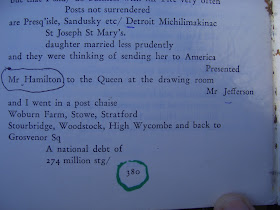 Posts not surrendered
are Presq'isle, Sandusky etc/ Detroit Michilimakinac
St Joseph St Mary's.
daughter married less prudently
and they were thinking of sending her to America
Presented
Mr Hamilton to the Queen at the drawing room
Mr Jefferson
and I went in a post chaise
Woburn Farm, Stowe, Stratford
Stourbridge, Woodstock, High Wycombe and back to
Grosvenor Sq
A national debt of
274 million stg/
380